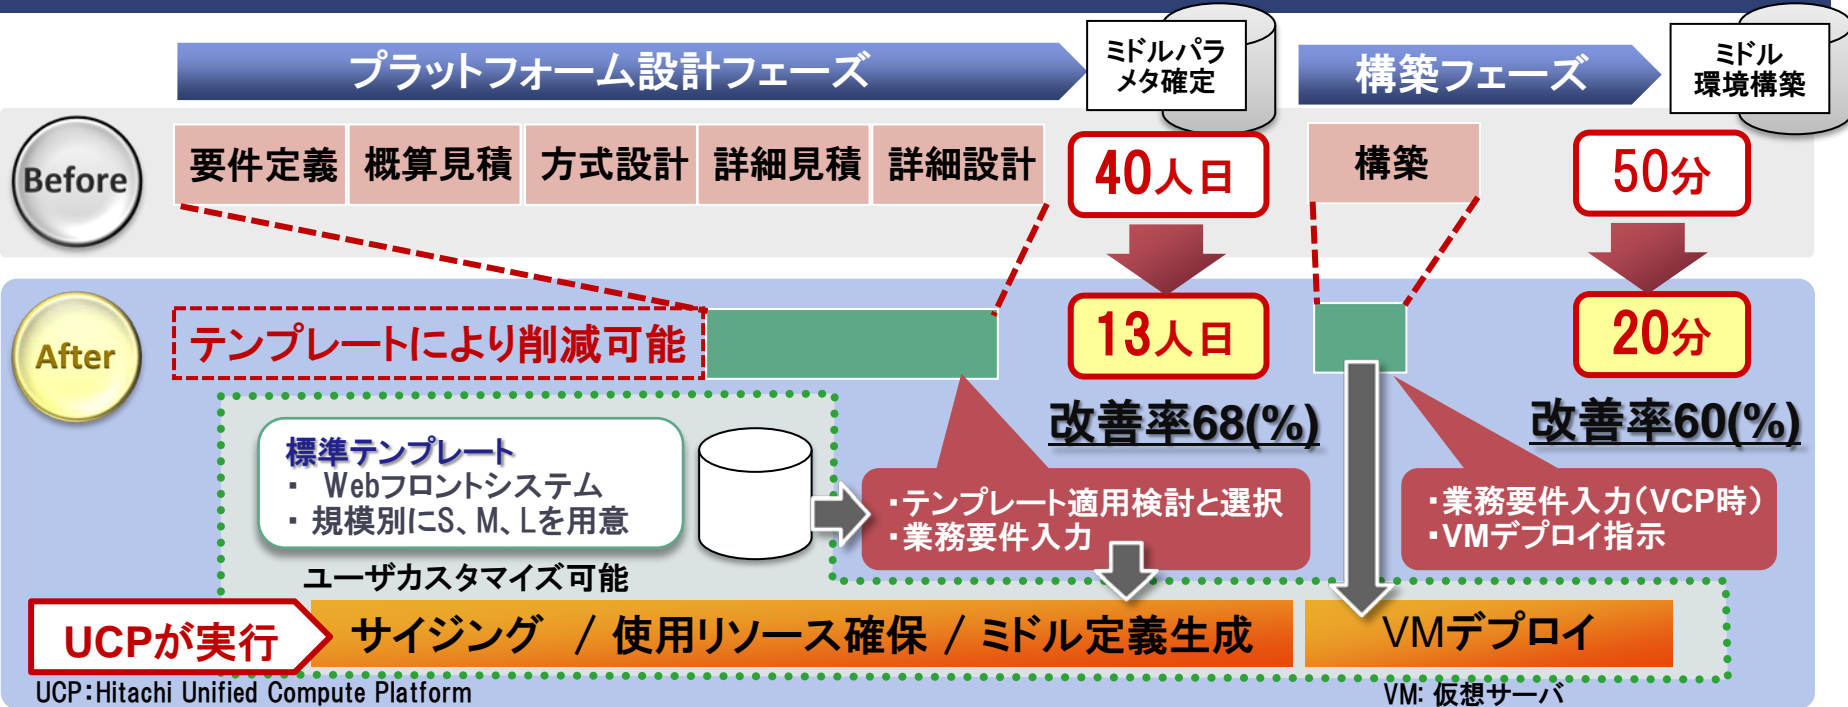 プラットフォーム設計フェーズ
ミドルパラ
メタ確定
構築フェーズ
ミドル
環境構築
Before
要件定義
概算見積
方式設計
詳細見積
詳細設計
40人日
構築
50分
After
テンプレートにより削減可能
13人日
20分
改善率68(%)
改善率60(%)
標準テンプレート
・ Webフロントシステム
・ 規模別にS、M、Lを用意
ユーザカスタマイズ可能
・テンプレート適用検討と選択
・業務要件入力
・業務要件入力(VCP時)
・VMデプロイ指示
UCPが実行
サイジング / 使用リソース確保 / ミドル定義生成
VMデプロイ
UCP:Hitachi Unified Compute Platform
VM: 仮想サーバ